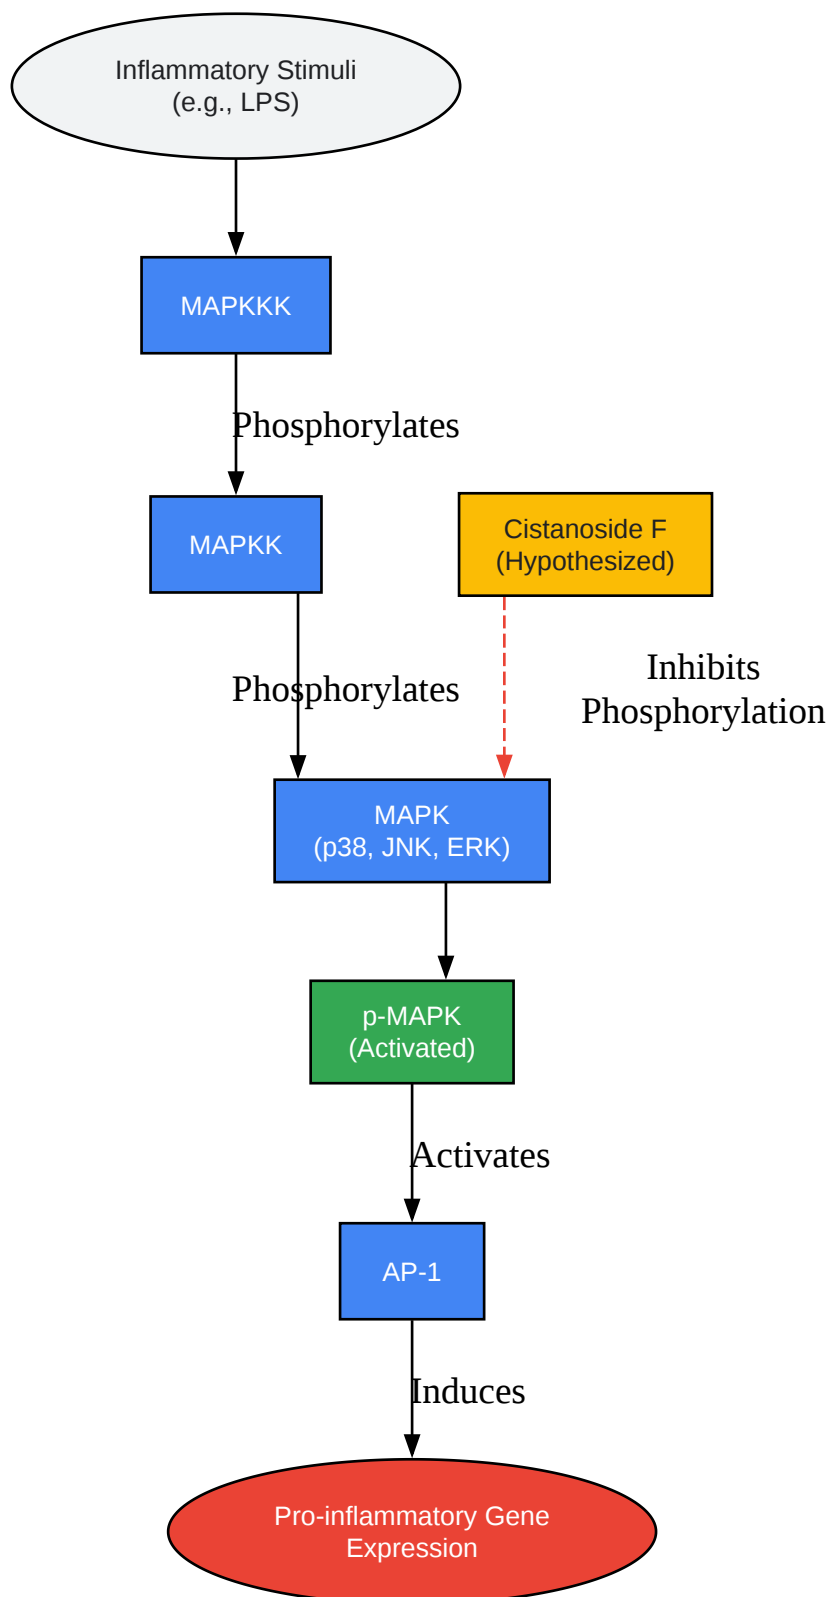 Inflammatory Stimuli
(e.g., LPS)
MAPKKK
Phosphorylates
MAPKK
Cistanoside F
(Hypothesized)
Phosphorylates
Inhibits
Phosphorylation
MAPK
(p38, JNK, ERK)
p-MAPK
(Activated)
Activates
AP-1
Induces
Pro-inflammatory Gene
Expression